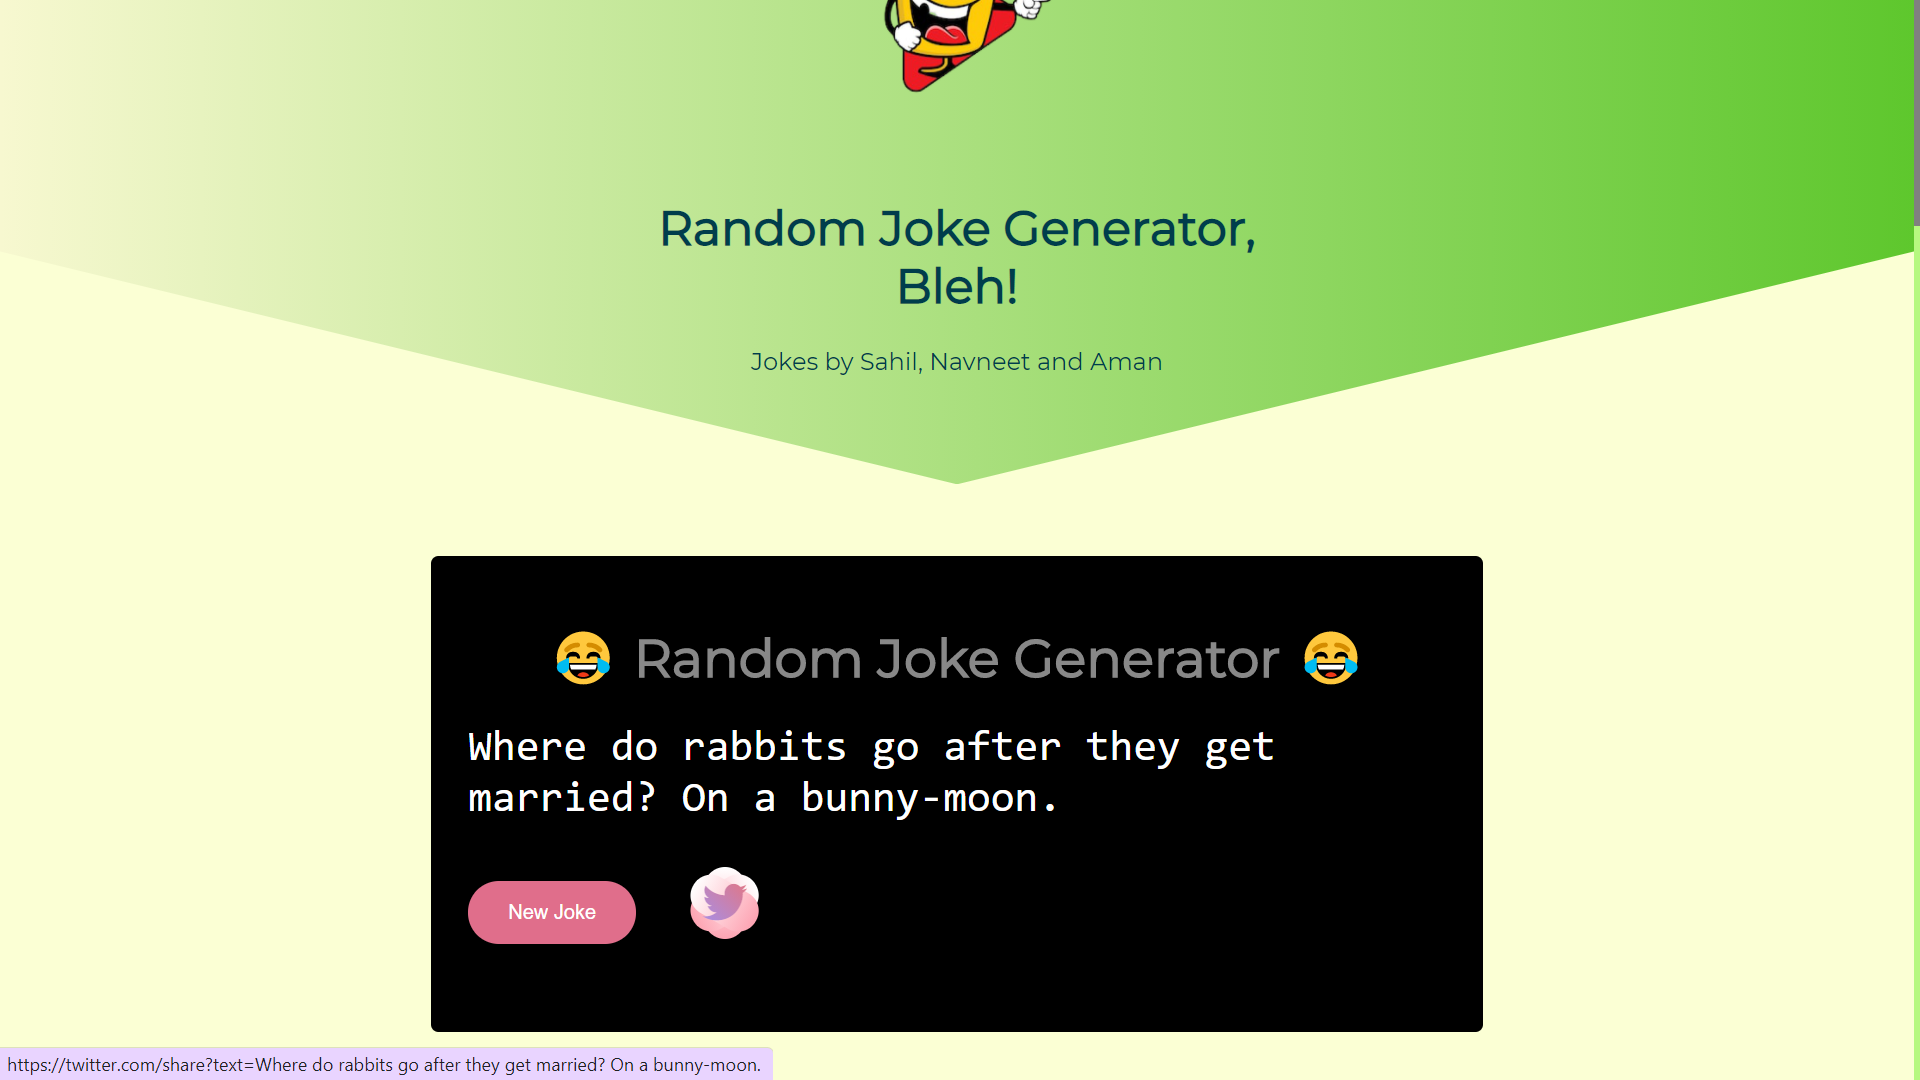 Random Joke Generator,
Bleh!
Jokes by Sahil, Navneet and Aman
😂 Random Joke Generator 😂
Where do rabbits go after they get
married? On a bunny-moon.
New Joke
https://twitter.com/share?text=Where do rabbits go after they get married? On a bunny-moon.